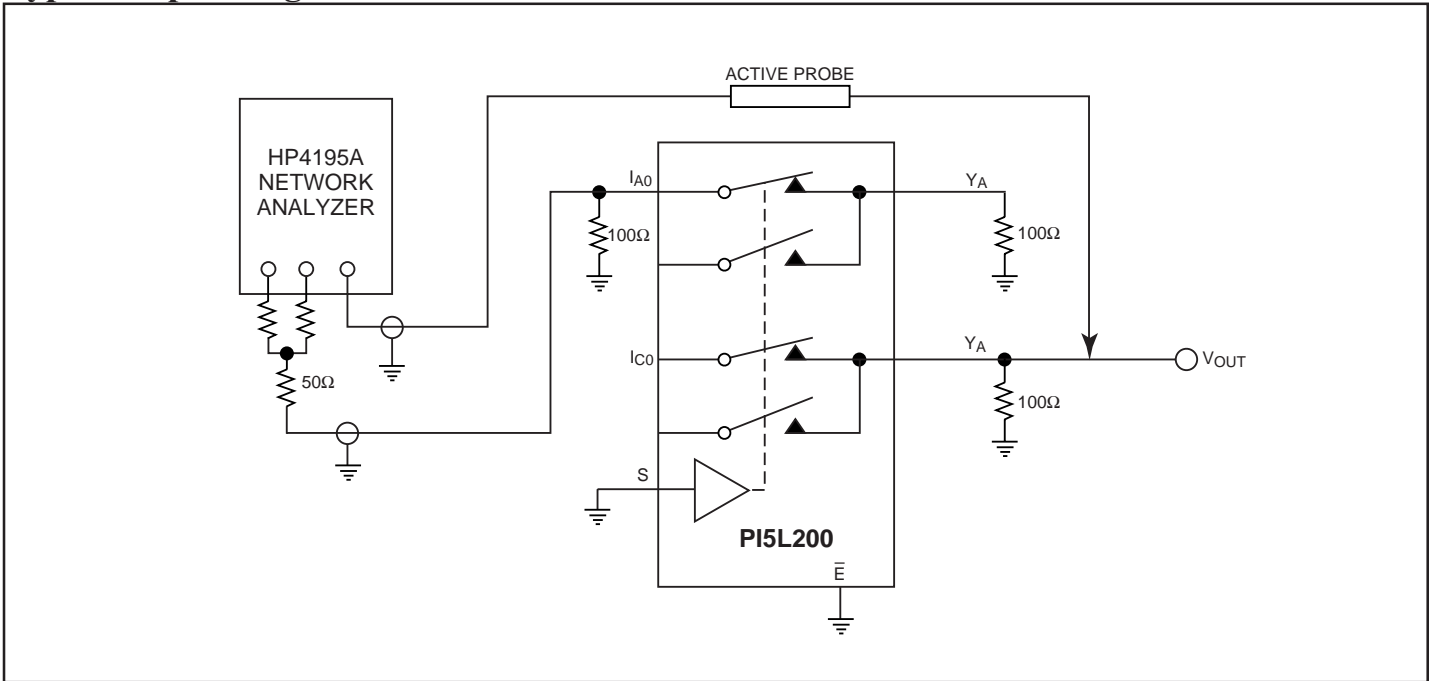 ACTIVE PROBE
HP4195A
NETWORK
ANALYZER
IA0
YA
100Ω
100Ω
50Ω
IC0
YA
VOUT
100Ω
S
PI5L200
E̅